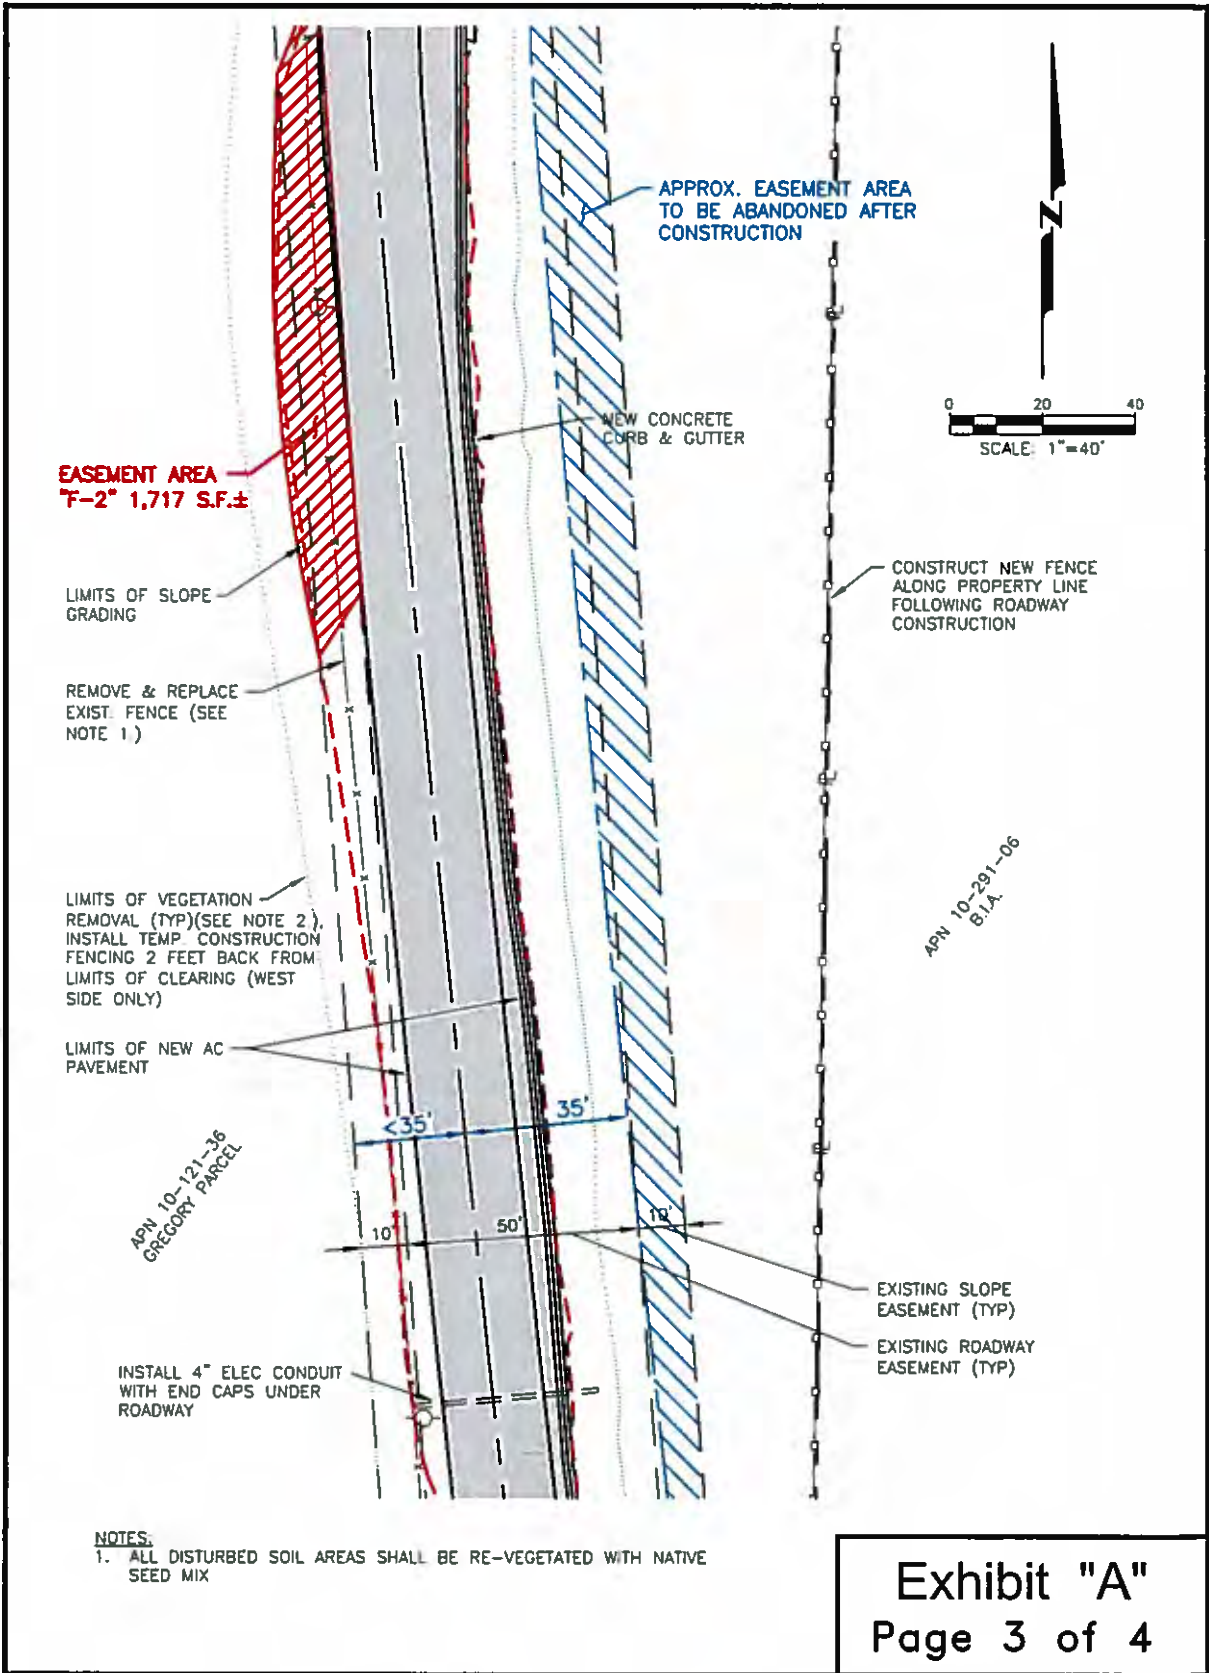 APPROX. EASEMENT AREA
TO BE ABANDONED AFTER
CONSTRUCTION
N
0 20 40
SCALE: 1"=40'
NEW CONCRETE
CURB & GUTTER
EASEMENT AREA
"F-2" 1,717 S.F.±
LIMITS OF SLOPE
GRADING
CONSTRUCT NEW FENCE
ALONG PROPERTY LINE
FOLLOWING ROADWAY
CONSTRUCTION
REMOVE & REPLACE
EXIST. FENCE (SEE
NOTE 1.)
LIMITS OF VEGETATION
REMOVAL (TYP)(SEE NOTE 2.).
INSTALL TEMP. CONSTRUCTION
FENCING 2 FEET BACK FROM
LIMITS OF CLEARING (WEST
SIDE ONLY)
APN 10-291-06
B.I.A.
LIMITS OF NEW AC
PAVEMENT
<35' 35'
APN 10-121-36
GREGORY PARCEL
10' 50' 10'
EXISTING SLOPE
EASEMENT (TYP)
EXISTING ROADWAY
EASEMENT (TYP)
INSTALL 4" ELEC CONDUIT
WITH END CAPS UNDER
ROADWAY
NOTES:
1. ALL DISTURBED SOIL AREAS SHALL BE RE-VEGETATED WITH NATIVE
SEED MIX
Exhibit "A"
Page 3 of 4